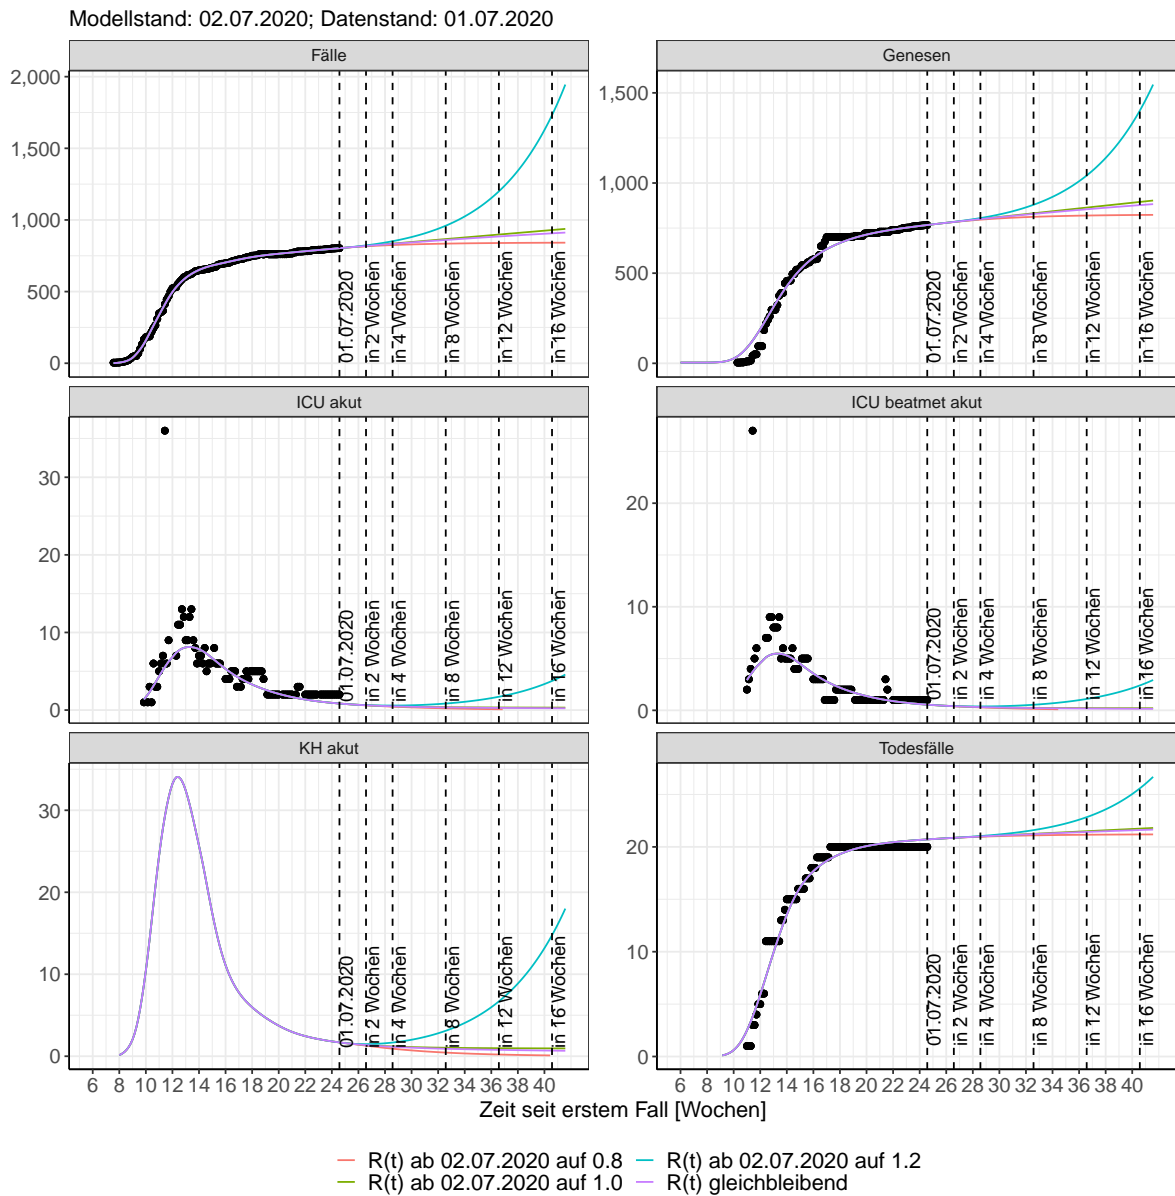 Modellstand: 02.07.2020; Datenstand: 01.07.2020
Fälle
Genesen
2,000
1,500
1,000
500
0
01.07.2020
in 2 Wochen
in 4 Wochen
in 8 Wochen
in 12 Wochen
in 16 Wochen
1,500
1,000
500
0
01.07.2020
in 2 Wochen
in 4 Wochen
in 8 Wochen
in 12 Wochen
in 16 Wochen
ICU akut
ICU beatmet akut
30
20
10
0
01.07.2020
in 2 Wochen
in 4 Wochen
in 8 Wochen
in 12 Wochen
in 16 Wochen
20
10
0
01.07.2020
in 2 Wochen
in 4 Wochen
in 8 Wochen
in 12 Wochen
in 16 Wochen
KH akut
Todesfälle
30
20
10
0
01.07.2020
in 2 Wochen
in 4 Wochen
in 8 Wochen
in 12 Wochen
in 16 Wochen
20
10
0
01.07.2020
in 2 Wochen
in 4 Wochen
in 8 Wochen
in 12 Wochen
in 16 Wochen
6 8 10 12 14 16 18 20 22 24 26 28 30 32 34 36 38 40
6 8 10 12 14 16 18 20 22 24 26 28 30 32 34 36 38 40
Zeit seit erstem Fall [Wochen]
R(t) ab 02.07.2020 auf 0.8
R(t) ab 02.07.2020 auf 1.2
R(t) ab 02.07.2020 auf 1.0
R(t) gleichbleibend